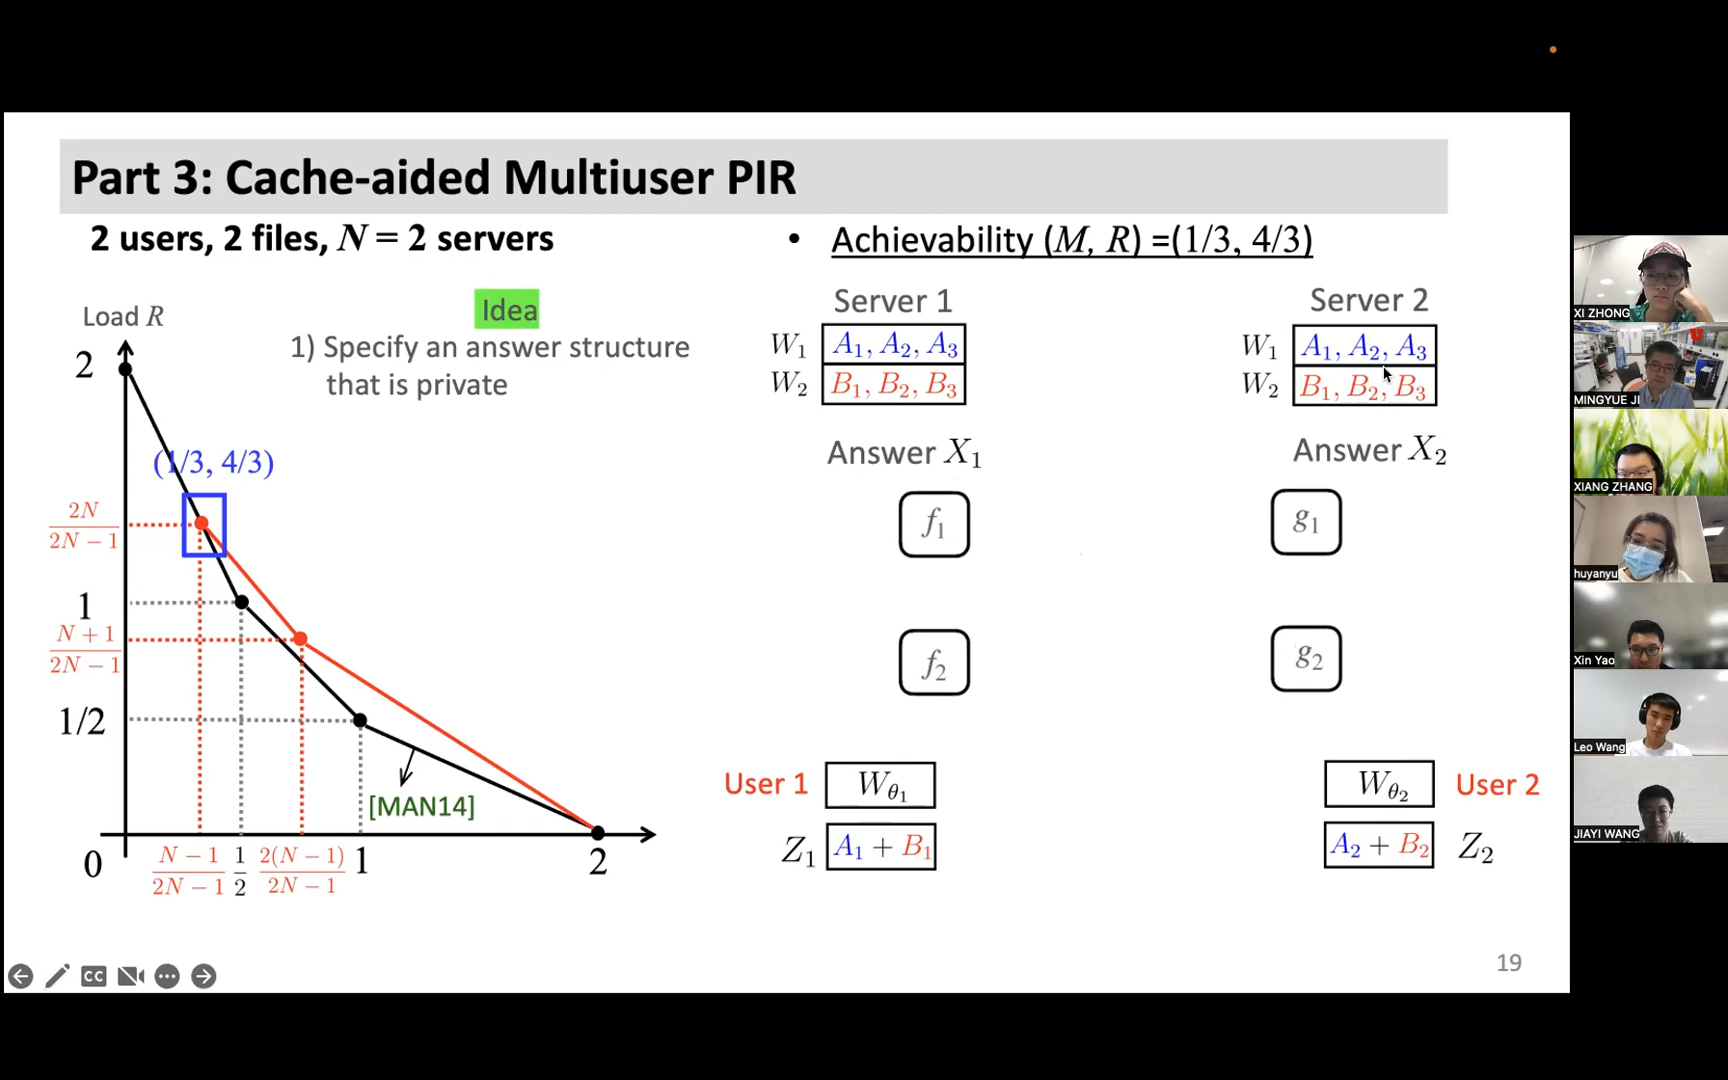 Part 3: Cache-aided Multiuser PIR
2 users, 2 files, N = 2 servers
• Achievability (M, R) =(1/3, 4/3)
Load R
Idea
1) Specify an answer structure
that is private
2
(1/3, 4/3)
2N
2N − 1
1
N + 1
2N − 1
1/2
[MAN14]
0
N − 1
2N − 1
1
2
2(N − 1)
2N − 1
1
2
Server 1
W₁ A₁, A₂, A₃
W₂ B₁, B₂, B₃
Answer X₁
f₁
f₂
Server 2
W₁ A₁, A₂, A₃
W₂ B₁, B₂, B₃
Answer X₂
g₁
g₂
User 1 W_θ₁
Z₁ A₁ + B₁
W_θ₂ User 2
A₂ + B₂ Z₂
19
CC
XI ZHONG
MINGYUE JI
XIANG ZHANG
huyanyu
Xin Yao
Leo Wang
JIAYI WANG